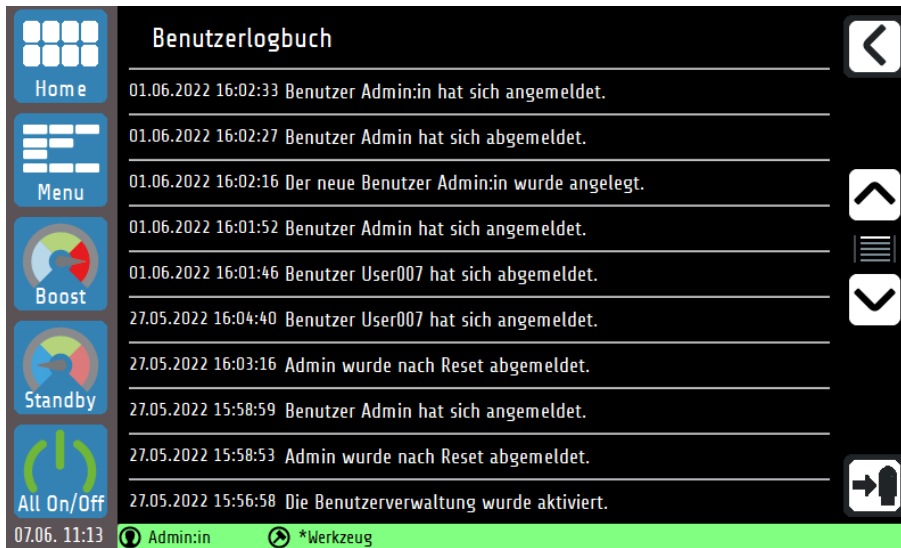 Benutzerlogbuch
Home
01.06.2022 16:02:33 Benutzer Admin:in hat sich angemeldet.
01.06.2022 16:02:27 Benutzer Admin hat sich abgemeldet.
Menu
01.06.2022 16:02:16 Der neue Benutzer Admin:in wurde angelegt.
01.06.2022 16:01:52 Benutzer Admin hat sich angemeldet.
01.06.2022 16:01:46 Benutzer User007 hat sich abgemeldet.
Boost
27.05.2022 16:04:40 Benutzer User007 hat sich angemeldet.
27.05.2022 16:03:16 Admin wurde nach Reset abgemeldet.
Standby
27.05.2022 15:58:59 Benutzer Admin hat sich angemeldet.
27.05.2022 15:58:53 Admin wurde nach Reset abgemeldet.
All On/Off
27.05.2022 15:56:58 Die Benutzerverwaltung wurde aktiviert.
07.06. 11:13 Admin:in *Werkzeug